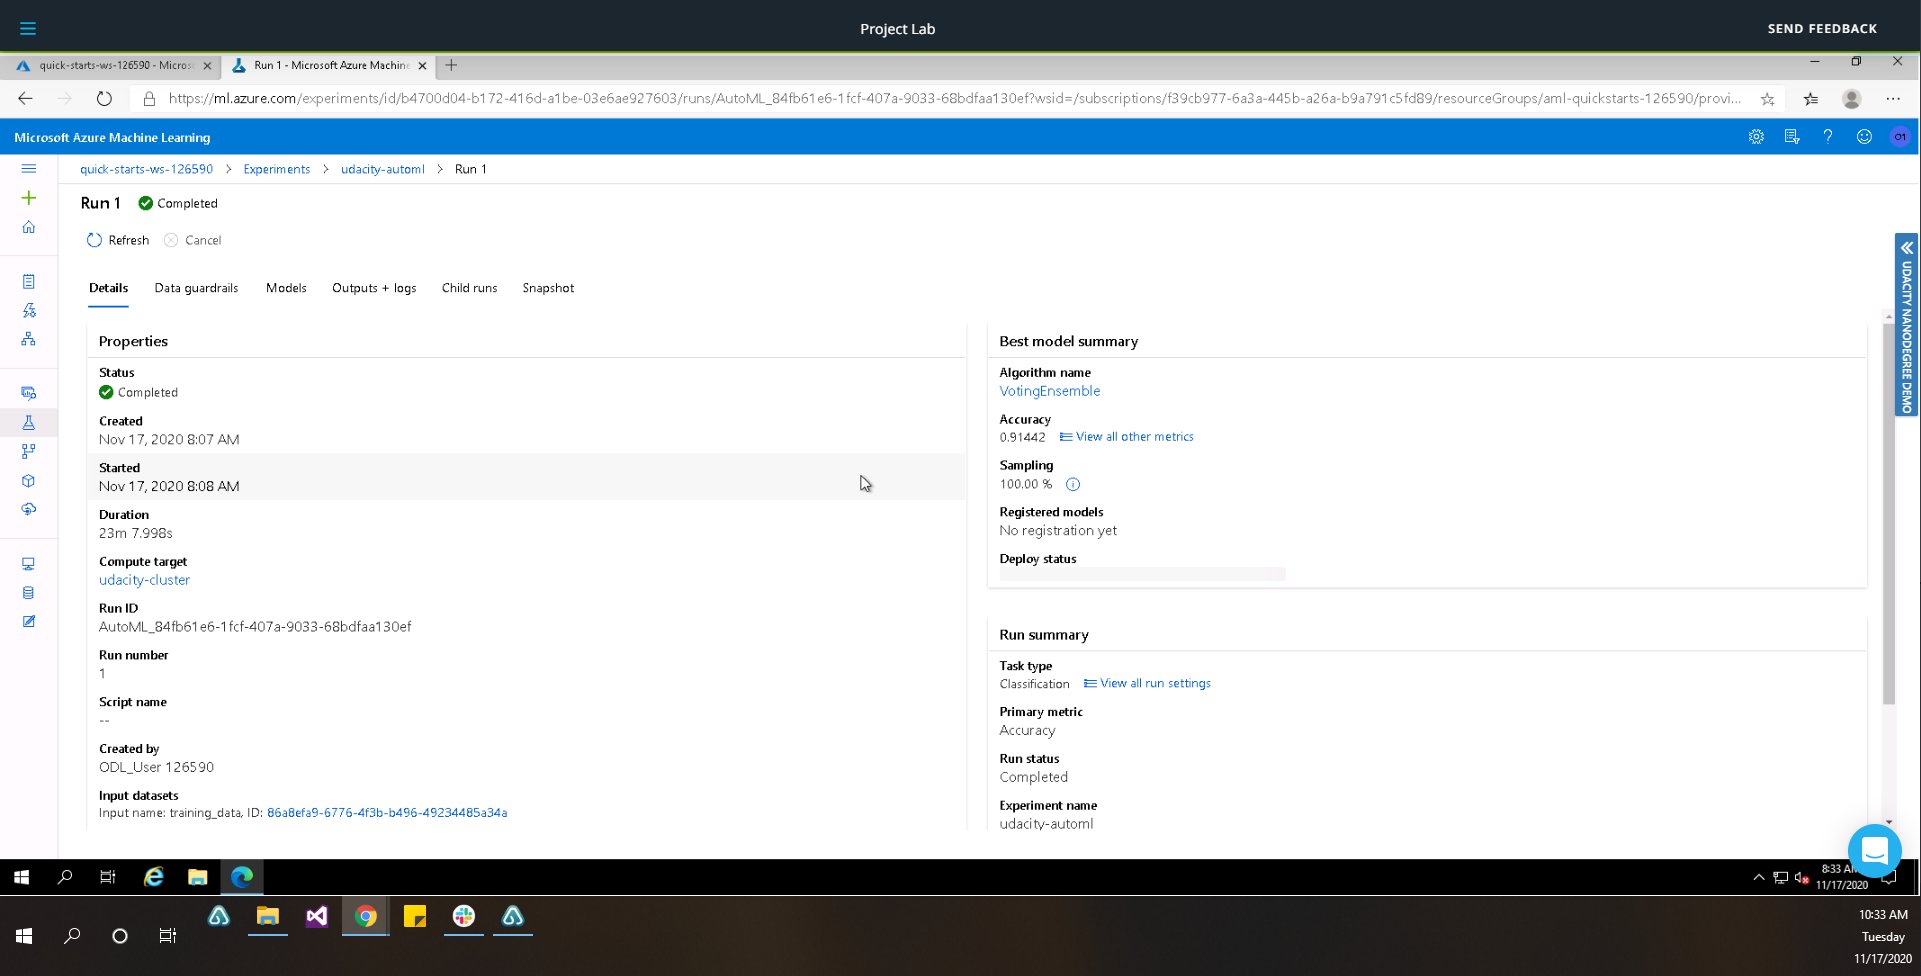 Project Lab
SEND FEEDBACK
quick-starts-ws-126590 - Micros
Run 1 - Microsoft Azure Machine
https://ml.azure.com/experiments/id/b4700d04-b172-416d-a1be-03e6ae927603/runs/AutoML_84fb61e6-1fcf-407a-9033-68bdfaa130ef?wsid=/subscriptions/f39cb977-6a3a-445b-a26a-b9a791c5fd89/resourceGroups/aml-quickstarts-126590/provi...
Microsoft Azure Machine Learning
O1
quick-starts-ws-126590 > Experiments > udacity-automl > Run 1
Run 1 Completed
Refresh Cancel
Details Data guardrails Models Outputs + logs Child runs Snapshot
UDACITY NANODEGREE DEMO
Properties
Status
Completed
Created
Nov 17, 2020 8:07 AM
Started
Nov 17, 2020 8:08 AM
Duration
23m 7.998s
Compute target
udacity-cluster
Run ID
AutoML_84fb61e6-1fcf-407a-9033-68bdfaa130ef
Run number
1
Script name
--
Created by
ODL_User 126590
Input datasets
Input name: training_data, ID: 86a8efa9-6776-4f3b-b496-49234485a34a
Best model summary
Algorithm name
VotingEnsemble
Accuracy
0.91442 View all other metrics
Sampling
100.00 %
Registered models
No registration yet
Deploy status
Run summary
Task type
Classification View all run settings
Primary metric
Accuracy
Run status
Completed
Experiment name
udacity-automl
8:33 AM
11/17/2020
10:33 AM
Tuesday
11/17/2020